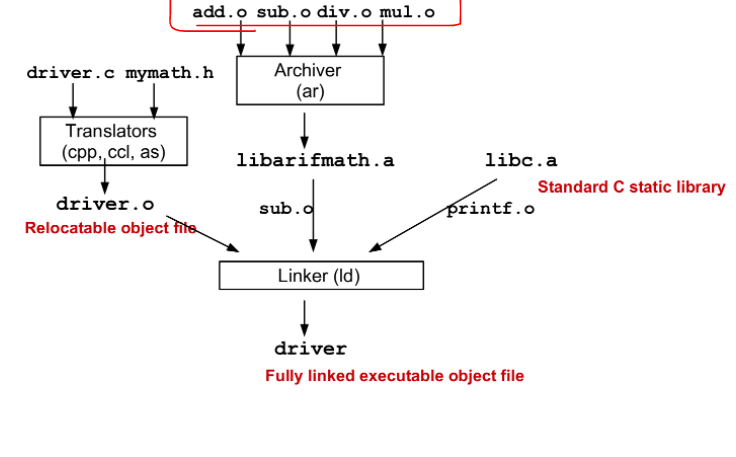 add.o sub.o div.o mul.o
driver.c mymath.h
Archiver
(ar)
Translators
(cpp, ccl, as)
libarifmath.a
libc.a
Standard C static library
driver.o
sub.o
printf.o
Relocatable object file
Linker (ld)
driver
Fully linked executable object file